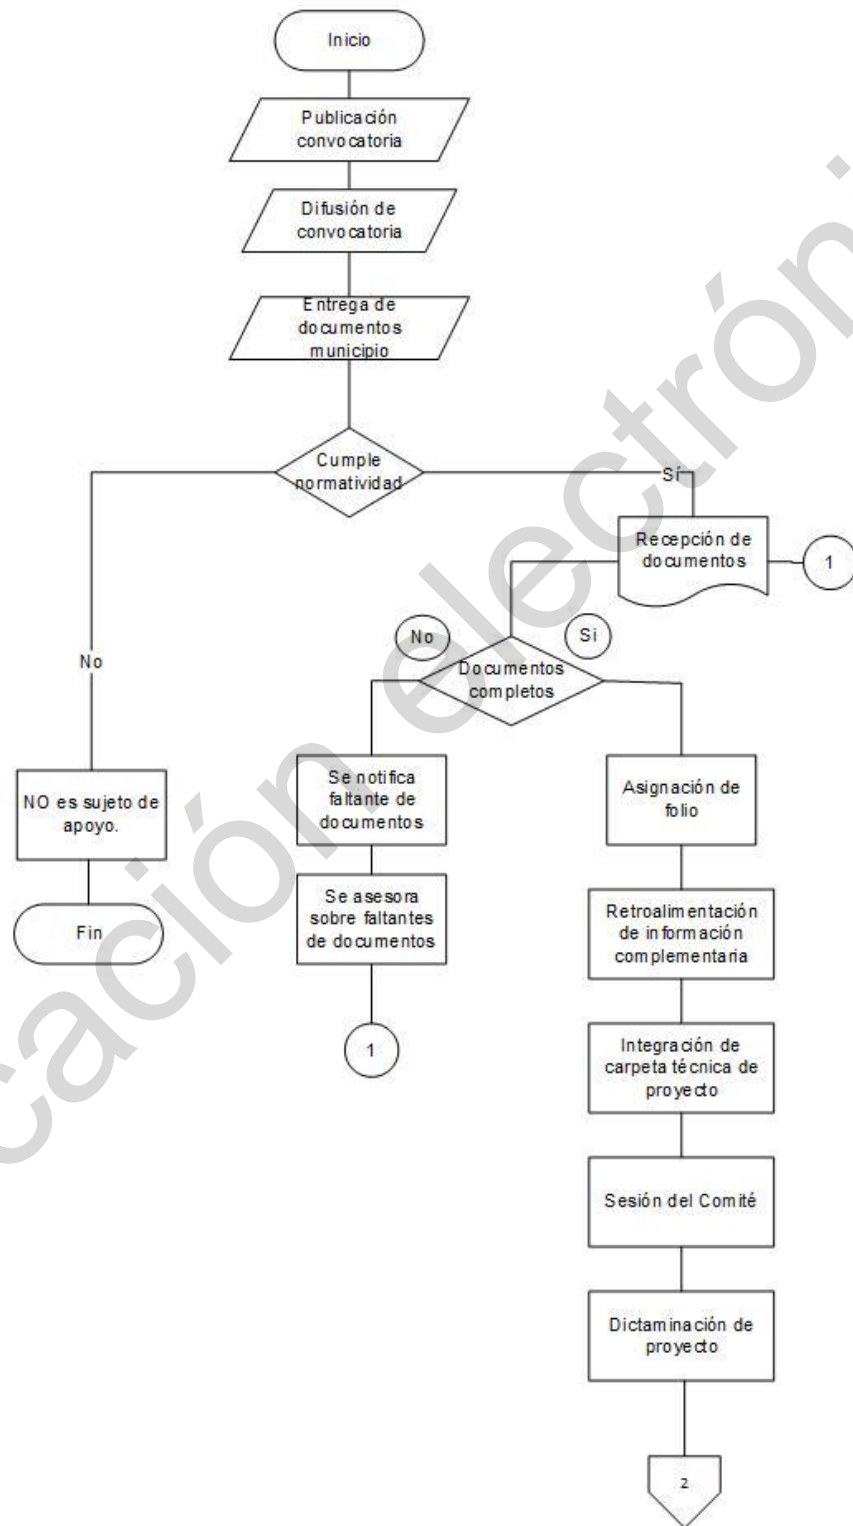 Inicio
Publicación
convocatoria
Difusión de
convocatoria
Entrega de
documentos
municipio
Cumple
normatividad
Sí
Recepción de
documentos
1
No
Si
Documentos
completos
No
NO es sujeto de
apoyo.
Fin
Se notifica
faltante de
documentos
Se asesora
sobre faltantes
de documentos
1
Asignación de
folio
Retroalimentación
de información
complementaria
Integración de
carpeta técnica de
proyecto
Sesión del Comité
Dictaminación de
proyecto
2
cación electróni